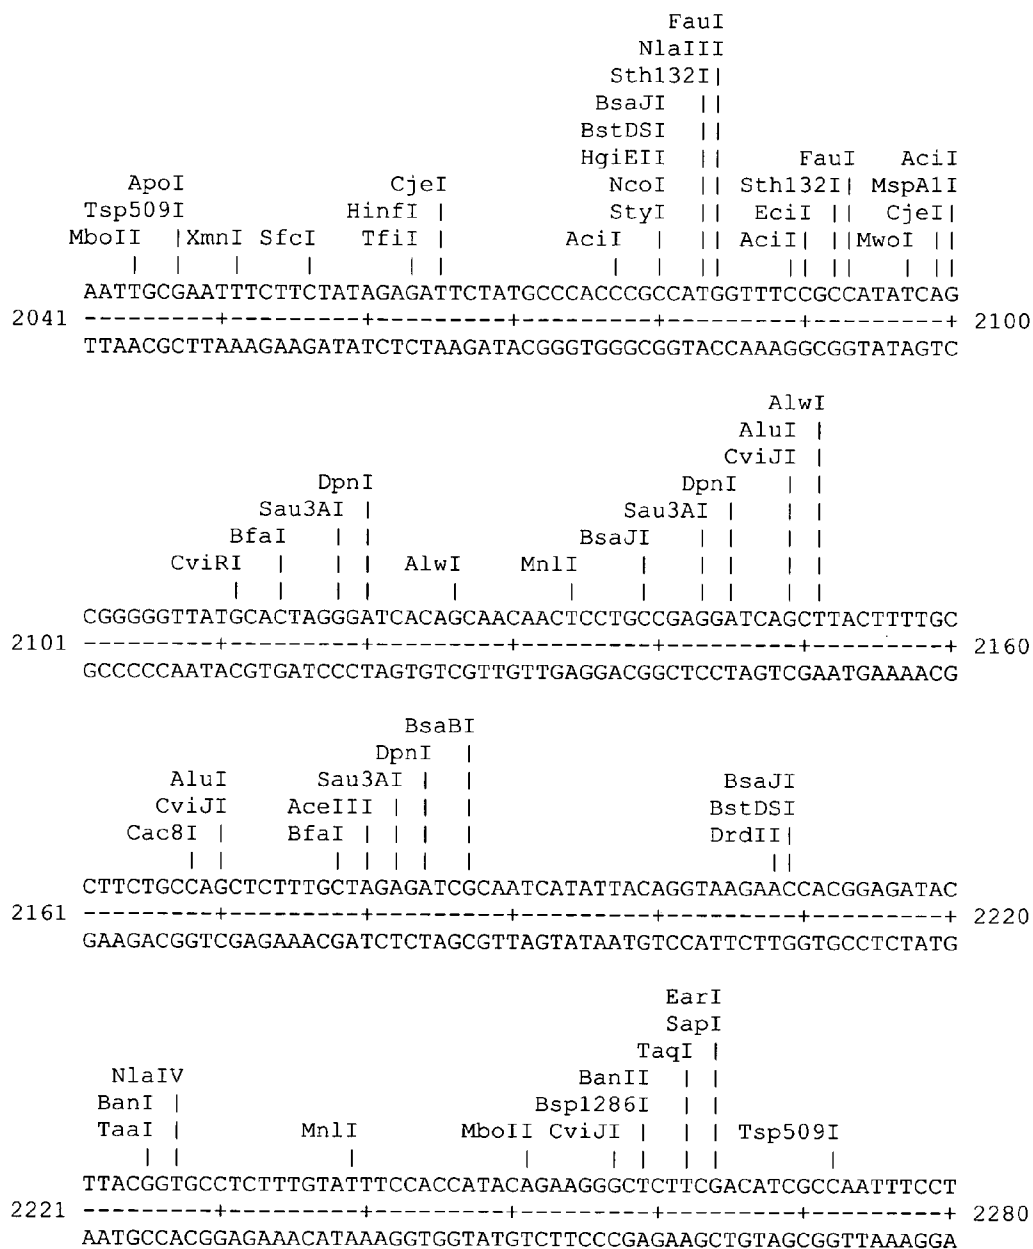 FauI
NlaIII
Sth132I|
BsaJI ||
BstDSI ||
HgiEII || FauI AciI
ApoI CjeI NcoI || Sth132I| MspA1I
Tsp509I HinfI | StyI || EciI || CjeI|
MboII |XmnI SfcI TfiI | AciI | || AciI| ||MwoI ||
| | | | | | | | || || || | ||
AATTGCGAATTTCTTCTATAGAGATTCTATGCCCACCCGCCATGGTTTCCGCCATATCAG
2041 ---------+---------+---------+---------+---------+---------+ 2100
TTAACGCTTAAAGAAGATATCTCTAAGATACGGGTGGGCGGTACCAAAGGCGGTATAGTC
AlwI
AluI |
CviJI |
DpnI DpnI | |
Sau3AI | Sau3AI | | |
BfaI | | BsaJI | | | |
CviRI | | | AlwI MnlI | | | | |
| | | | | | | | | | |
CGGGGGTTATGCACTAGGGATCACAGCAACAACTCCTGCCGAGGATCAGCTTACTTTTGC
2101 ---------+---------+---------+---------+---------+---------+ 2160
GCCCCCAATACGTGATCCCTAGTGTCGTTGTTGAGGACGGCTCCTAGTCGAATGAAAACG
BsaBI
DpnI |
AluI Sau3AI | | BsaJI
CviJI AceIII | | | BstDSI
Cac8I | BfaI | | | | DrdII|
| | | | | | | ||
CTTCTGCCAGCTCTTTGCTAGAGATCGCAATCATATTACAGGTAAGAACCACGGAGATAC
2161 ---------+---------+---------+---------+---------+---------+ 2220
GAAGACGGTCGAGAAACGATCTCTAGCGTTAGTATAATGTCCATTCTTGGTGCCTCTATG
EarI
SapI
TaqI |
NlaIV BanII | |
BanI | Bsp1286I | |
TaaI | MnlI MboII CviJI | | | Tsp509I
| | | | | | | | |
TTACGGTGCCTCTTTGTATTTCCACCATACAGAAGGGCTCTTCGACATCGCCAATTTCCT
2221 ---------+---------+---------+---------+---------+---------+ 2280
AATGCCACGGAGAAACATAAAGGTGGTATGTCTTCCCGAGAAGCTGTAGCGGTTAAAGGA